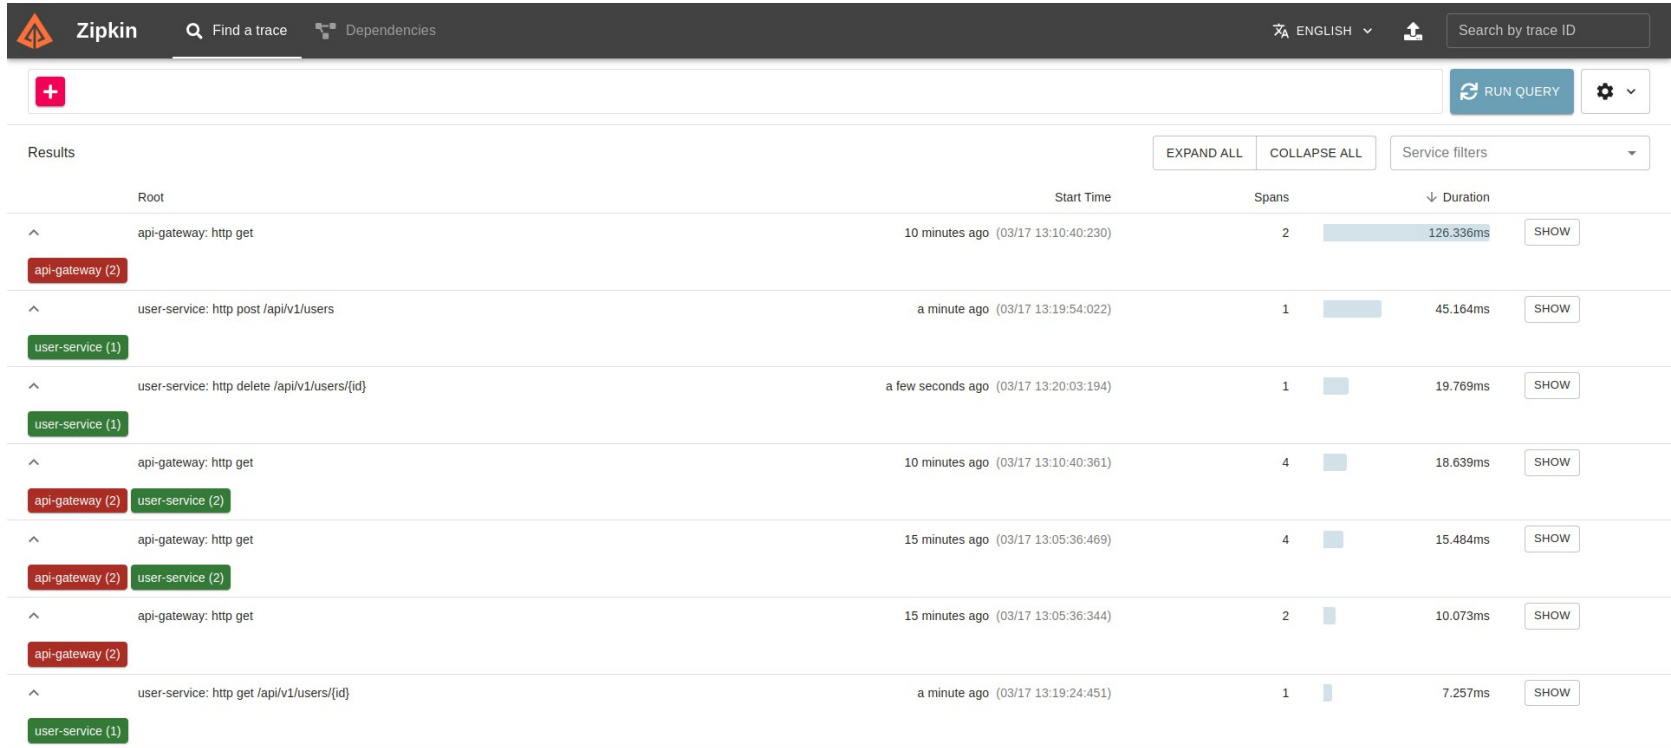 Zipkin Find a trace Dependencies ENGLISH Search by trace ID
RUN QUERY
Results EXPAND ALL COLLAPSE ALL Service filters
Root Start Time Spans Duration
api-gateway: http get 10 minutes ago (03/17 13:10:40:230) 2 126.336ms SHOW
api-gateway (2)
user-service: http post /api/v1/users a minute ago (03/17 13:19:54:022) 1 45.164ms SHOW
user-service (1)
user-service: http delete /api/v1/users/{id} a few seconds ago (03/17 13:20:03:194) 1 19.769ms SHOW
user-service (1)
api-gateway: http get 10 minutes ago (03/17 13:10:40:361) 4 18.639ms SHOW
api-gateway (2) user-service (2)
api-gateway: http get 15 minutes ago (03/17 13:05:36:469) 4 15.484ms SHOW
api-gateway (2) user-service (2)
api-gateway: http get 15 minutes ago (03/17 13:05:36:344) 2 10.073ms SHOW
api-gateway (2)
user-service: http get /api/v1/users/{id} a minute ago (03/17 13:19:24:451) 1 7.257ms SHOW
user-service (1)